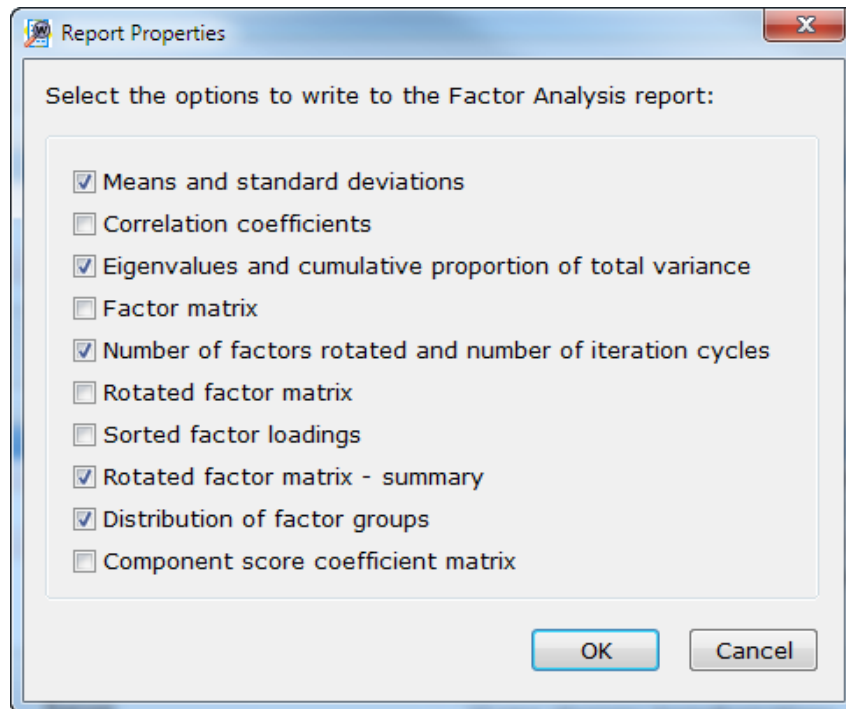 Report Properties
Select the options to write to the Factor Analysis report:
Means and standard deviations
Correlation coefficients
Eigenvalues and cumulative proportion of total variance
Factor matrix
Number of factors rotated and number of iteration cycles
Rotated factor matrix
Sorted factor loadings
Rotated factor matrix - summary
Distribution of factor groups
Component score coefficient matrix
OK Cancel